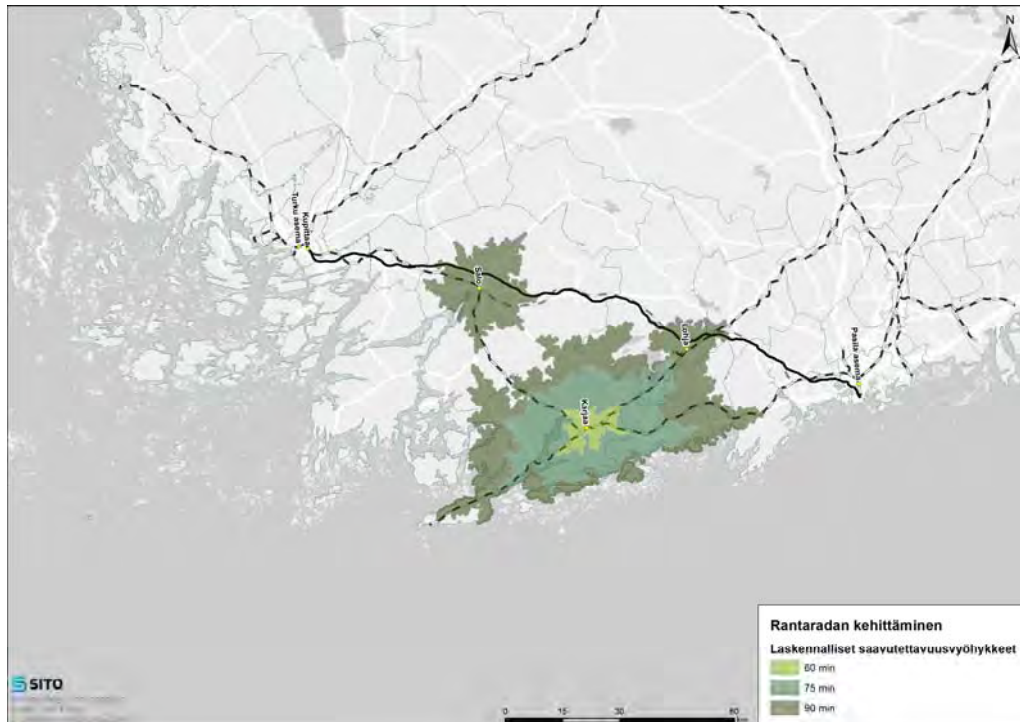 N
Kupittaa
Turku asema
Salo
Lohja
Pasila asema
Karjaa
Rantaradan kehittäminen
Laskennalliset saavutettavuusvyöhykkeet
60 min
75 min
90 min
SITO
0 15 30 60